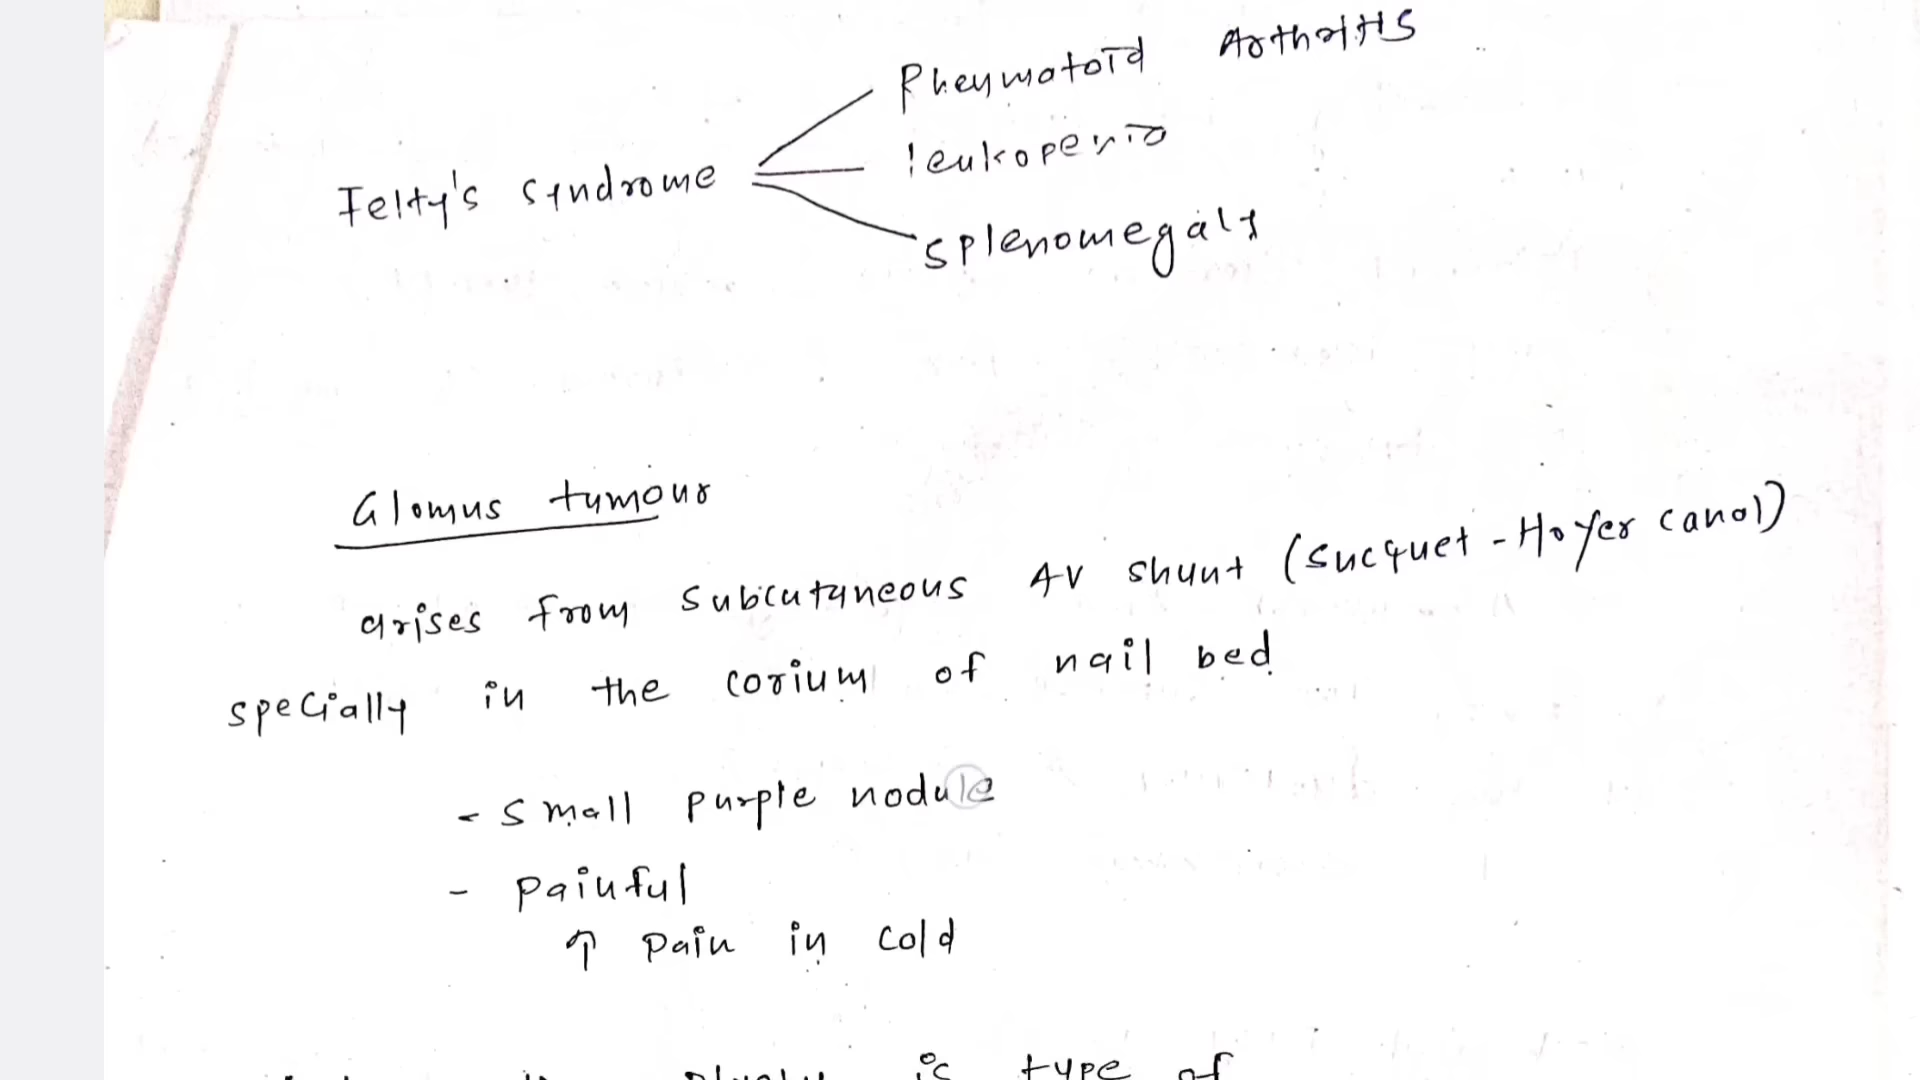 Rheumatoid Arthritis
leukopenia
Felty's syndrome
splenomegaly
Glomus tumour
arises from subcutaneous AV shunt (sucquet - Hoyer canal)
specially in the corium of nail bed
- small purple nodule
- painful
↑ pain in cold
is type of